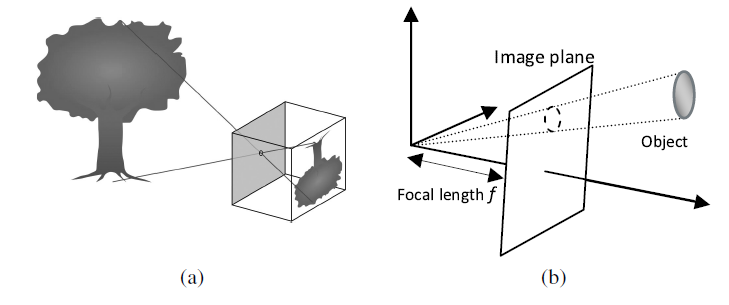 Image plane
Object
Focal length f
(a)
(b)